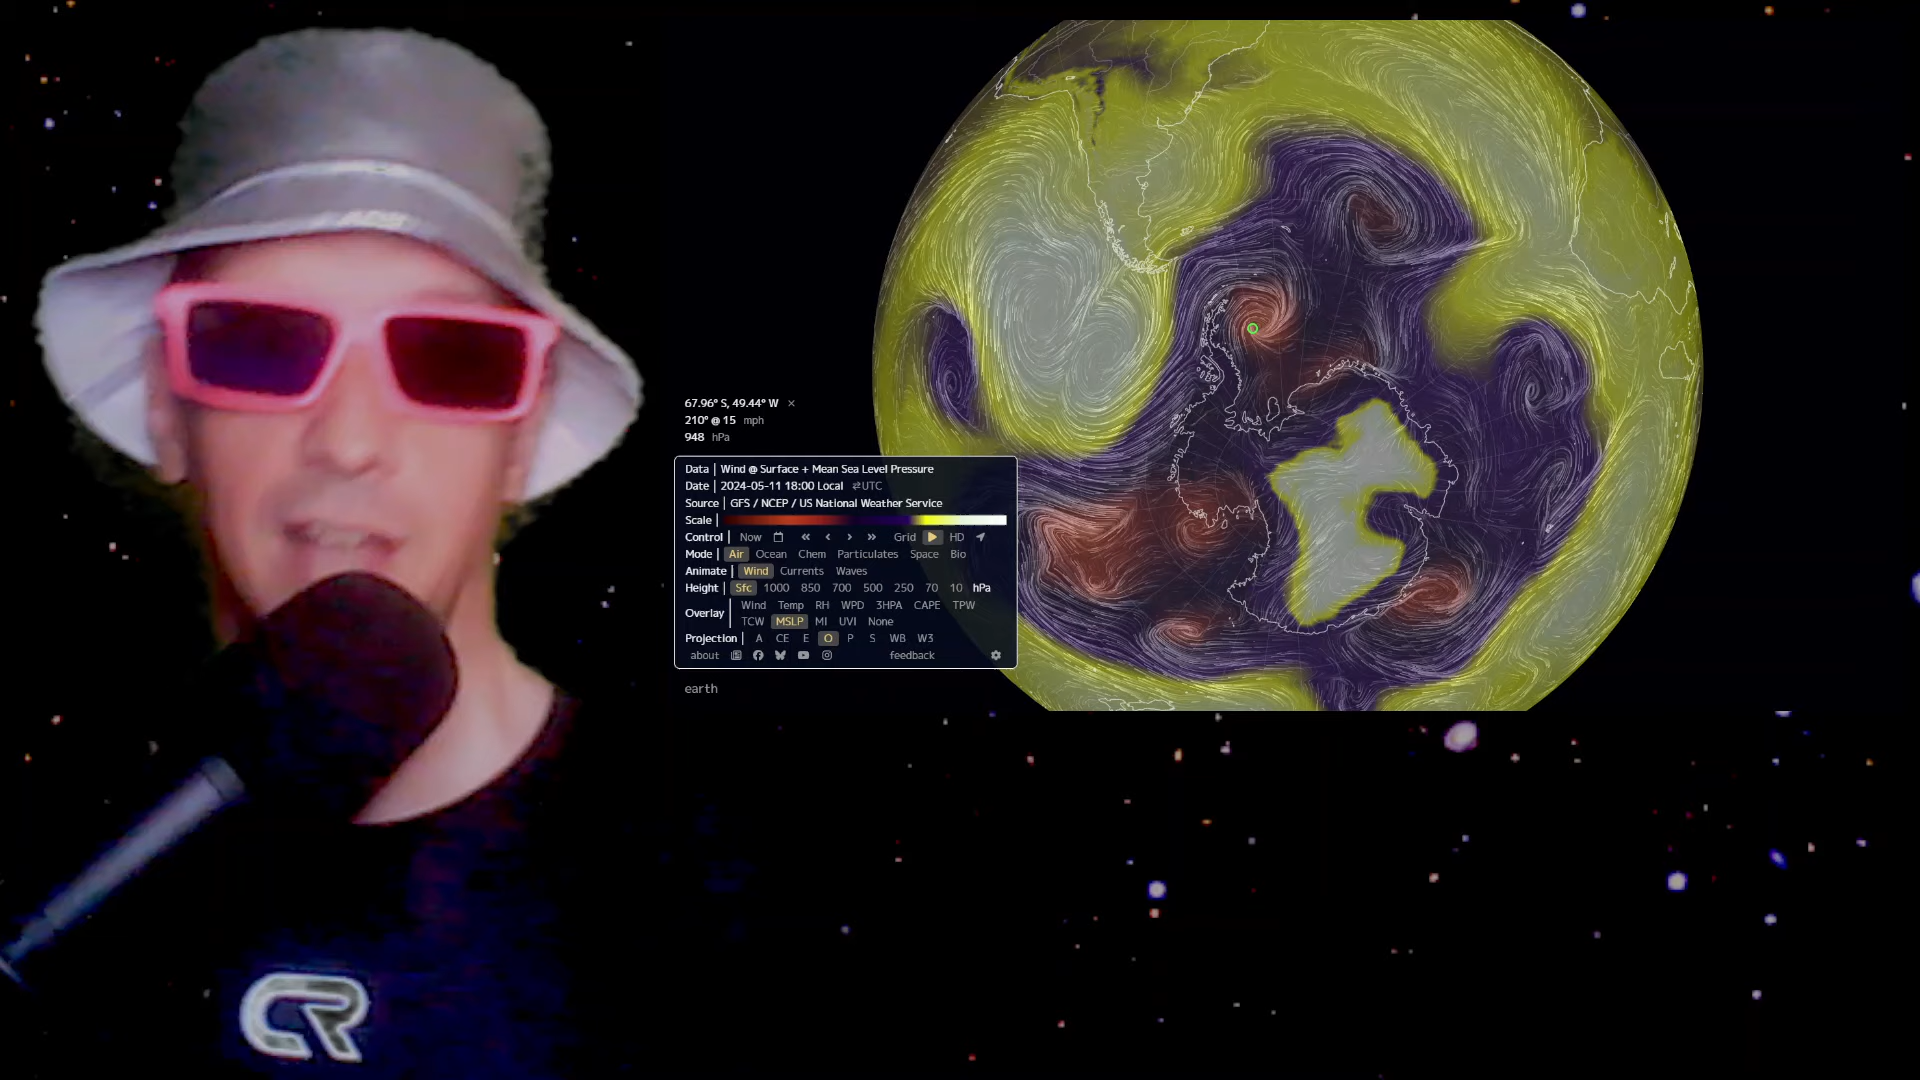 67.96° S, 49.44° W ×
210° @ 15 mph
948 hPa
Data | Wind @ Surface + Mean Sea Level Pressure
Date | 2024-05-11 18:00 Local ⇄UTC
Source | GFS / NCEP / US National Weather Service
Scale |
Control | Now « ‹ › » Grid ▶ HD
Mode | Air Ocean Chem Particulates Space Bio
Animate | Wind Currents Waves
Height | Sfc 1000 850 700 500 250 70 10 hPa
Overlay | Wind Temp RH WPD 3HPA CAPE TPW
TCW MSLP MI UVI None
Projection | A CE E O P S WB W3
about feedback
earth
CR